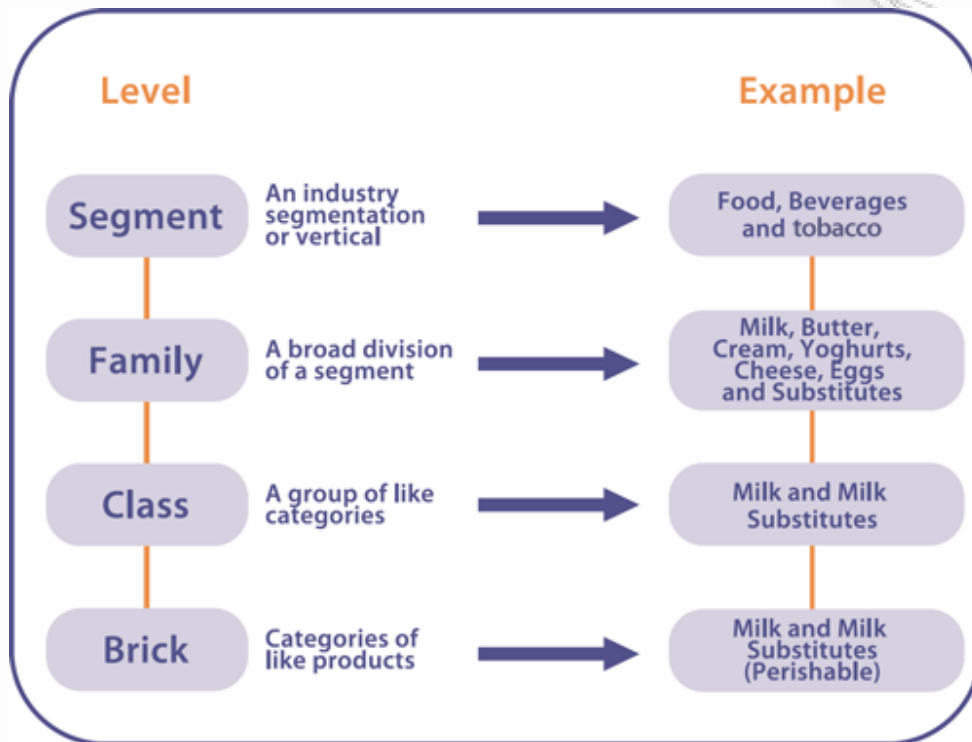 Level
Example
Segment
An industry
segmentation
or vertical
Food, Beverages
and tobacco
Family
A broad division
of a segment
Milk, Butter,
Cream, Yoghurts,
Cheese, Eggs
and Substitutes
Class
A group of like
categories
Milk and Milk
Substitutes
Brick
Categories of
like products
Milk and Milk
Substitutes
(Perishable)